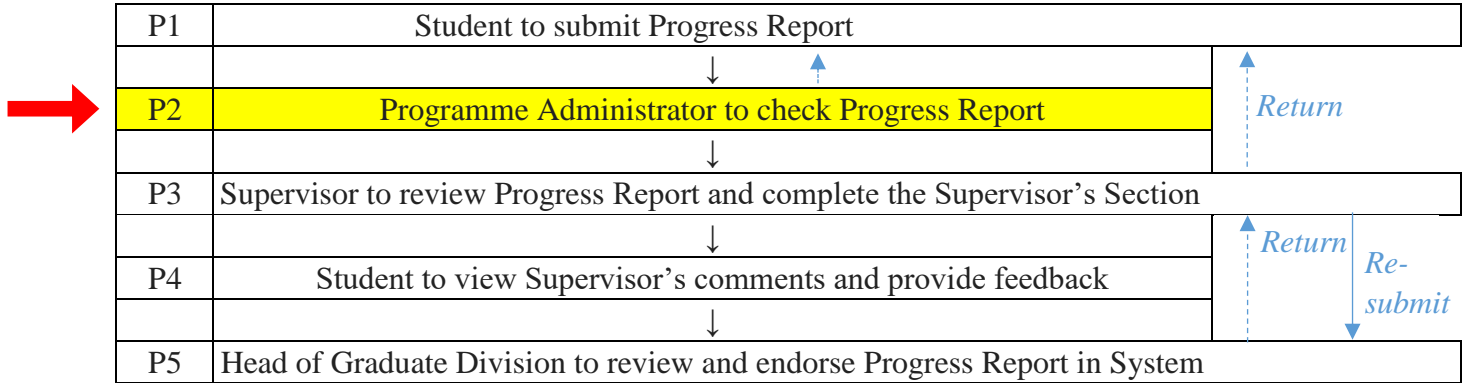 P1 Student to submit Progress Report
↓
P2 Programme Administrator to check Progress Report
Return
↓
P3 Supervisor to review Progress Report and complete the Supervisor’s Section
↓
Return
Re-
submit
P4 Student to view Supervisor’s comments and provide feedback
↓
P5 Head of Graduate Division to review and endorse Progress Report in System